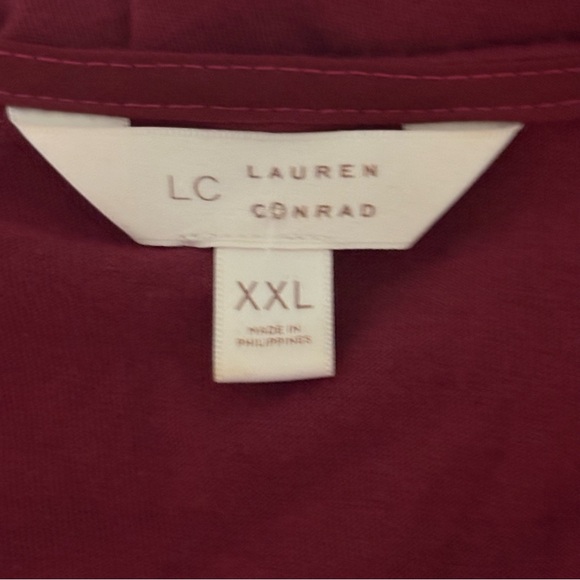 LC LAUREN
CONRAD
XXL
MADE IN
PHILIPPINES